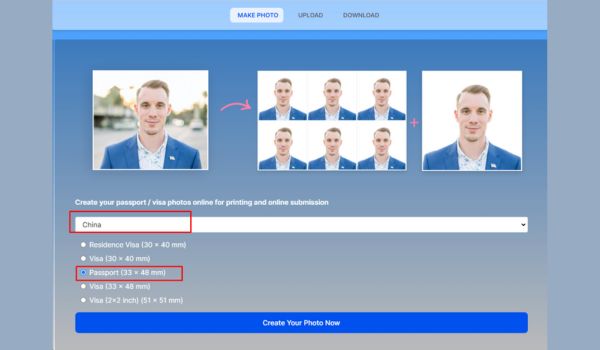 MAKE PHOTO UPLOAD DOWNLOAD
Create your passport / visa photos online for printing and online submission
China
Residence Visa (30 × 40 mm)
Visa (30 × 40 mm)
Passport (33 × 48 mm)
Visa (33 × 48 mm)
Visa (2×2 inch) (51 × 51 mm)
Create Your Photo Now